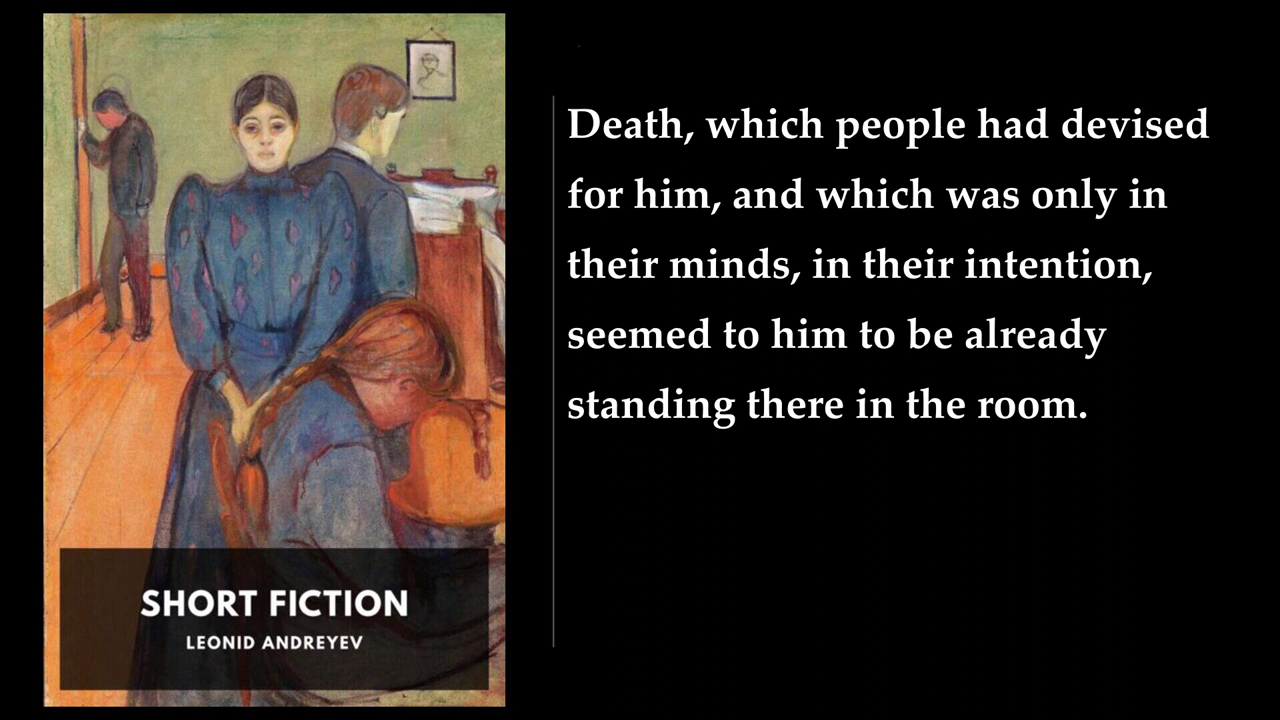 Death, which people had devised
for him, and which was only in
their minds, in their intention,
seemed to him to be already
standing there in the room.
SHORT FICTION
LEONID ANDREYEV